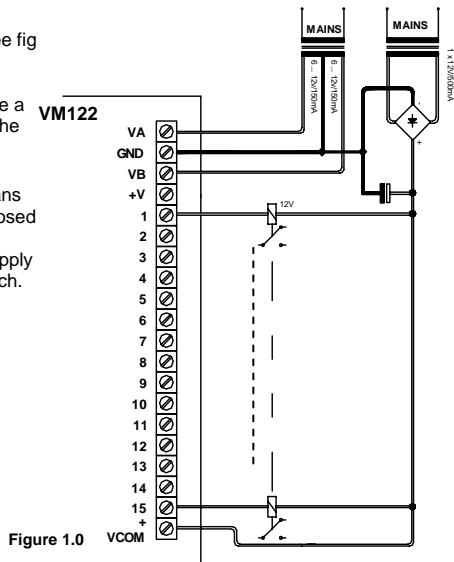 ee fig
e a
he
ans
osed
pply
ch.
VM122
MAINS
MAINS
6 ... 12v/150mA
6 ... 12v/150mA
1 x 12V/500mA
+
VA
GND
VB
+V
1
12V
2
3
4
5
6
7
8
9
10
11
12
13
14
15
+
VCOM
Figure 1.0